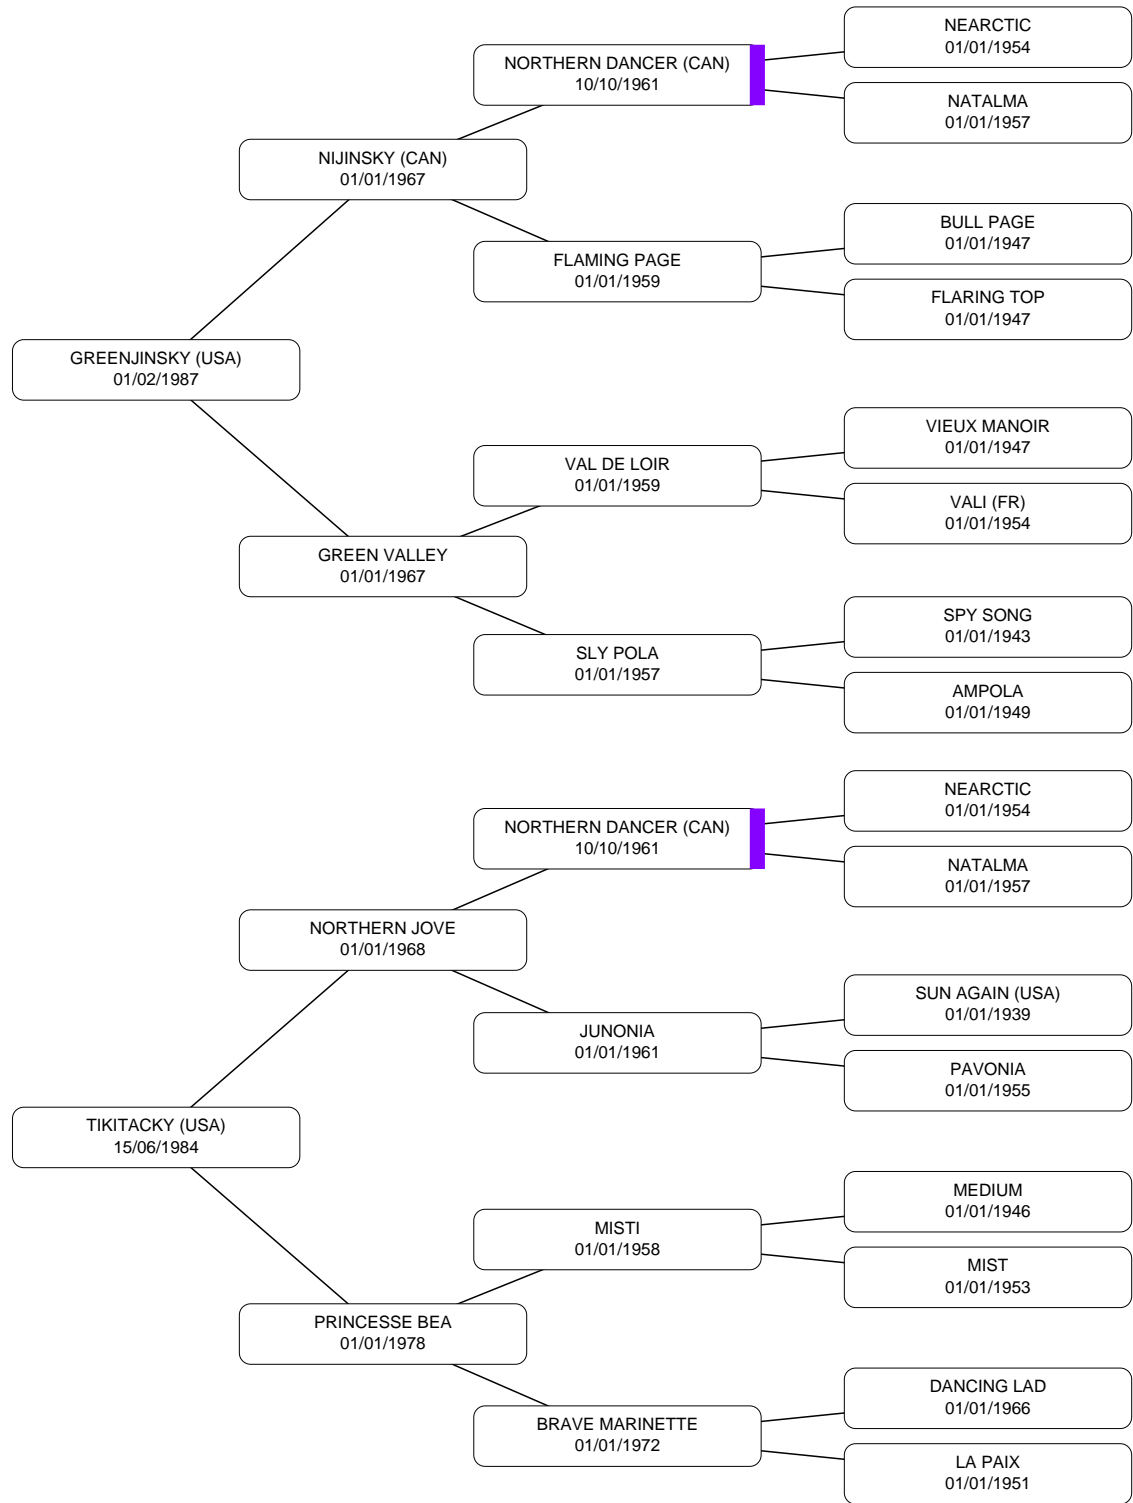 NEARCTIC
01/01/1954
NORTHERN DANCER (CAN)
10/10/1961
NATALMA
01/01/1957
NIJINSKY (CAN)
01/01/1967
BULL PAGE
01/01/1947
FLAMING PAGE
01/01/1959
FLARING TOP
01/01/1947
GREENJINSKY (USA)
01/02/1987
VIEUX MANOIR
01/01/1947
VAL DE LOIR
01/01/1959
VALI (FR)
01/01/1954
GREEN VALLEY
01/01/1967
SPY SONG
01/01/1943
SLY POLA
01/01/1957
AMPOLA
01/01/1949
NEARCTIC
01/01/1954
NORTHERN DANCER (CAN)
10/10/1961
NATALMA
01/01/1957
NORTHERN JOVE
01/01/1968
SUN AGAIN (USA)
01/01/1939
JUNONIA
01/01/1961
PAVONIA
01/01/1955
TIKITACKY (USA)
15/06/1984
MEDIUM
01/01/1946
MISTI
01/01/1958
MIST
01/01/1953
PRINCESSE BEA
01/01/1978
DANCING LAD
01/01/1966
BRAVE MARINETTE
01/01/1972
LA PAIX
01/01/1951